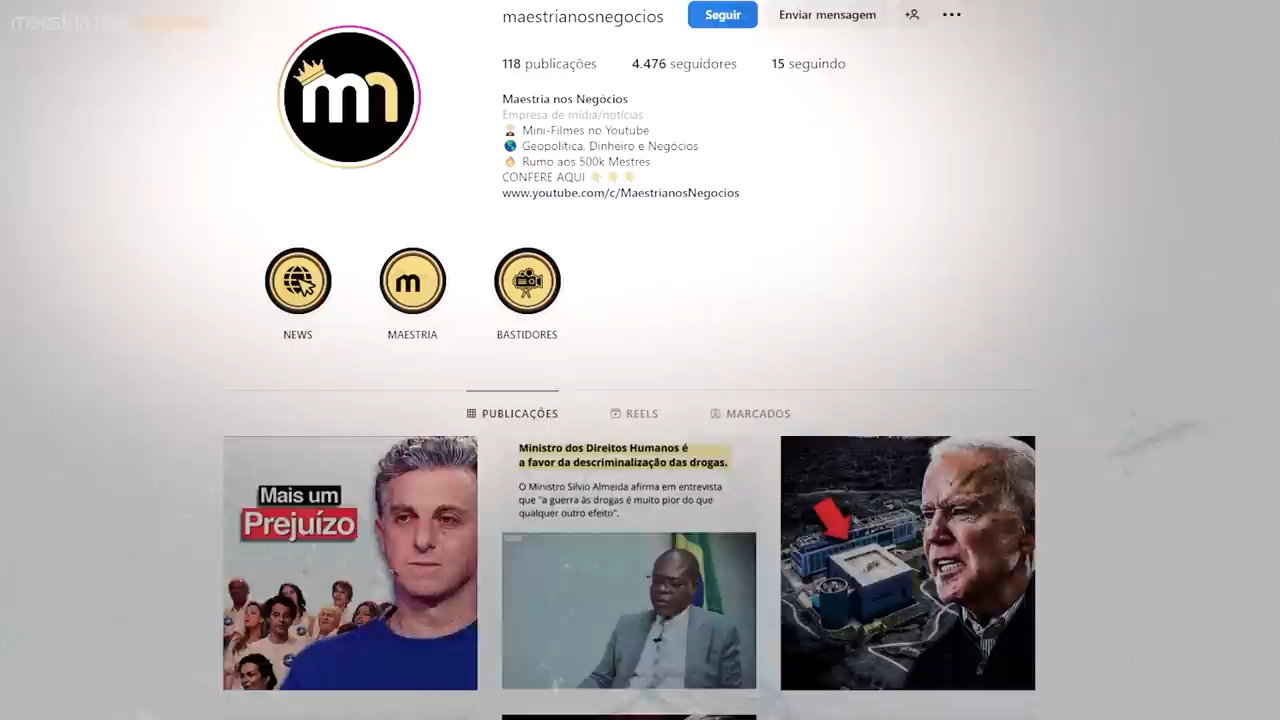 maestria
maestrianosnegocios
Seguir
Enviar mensagem
118 publicações
4.476 seguidores
15 seguindo
Maestria nos Negócios
Empresa de mídia/notícias
Mini-Filmes no Youtube
Geopolítica, Dinheiro e Negócios
Rumo aos 500k Mestres
CONFERE AQUI
www.youtube.com/c/MaestrianosNegocios
m
NEWS
MAESTRIA
BASTIDORES
PUBLICAÇÕES
REELS
MARCADOS
Mais um
Prejuízo
Ministro dos Direitos Humanos é
a favor da descriminalização das drogas.
O Ministro Silvio Almeida afirma em entrevista
que "a guerra às drogas é muito pior do que
qualquer outro efeito".